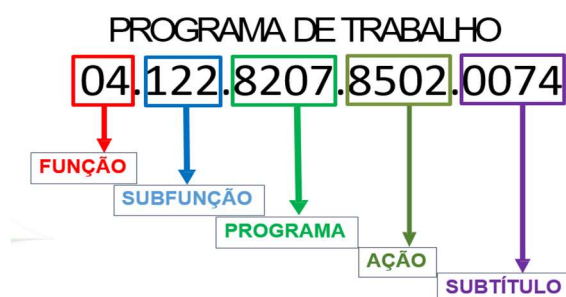 PROGRAMA DE TRABALHO
04.122.8207.8502.0074
FUNÇÃO
SUBFUNÇÃO
PROGRAMA
AÇÃO
SUBTÍTULO